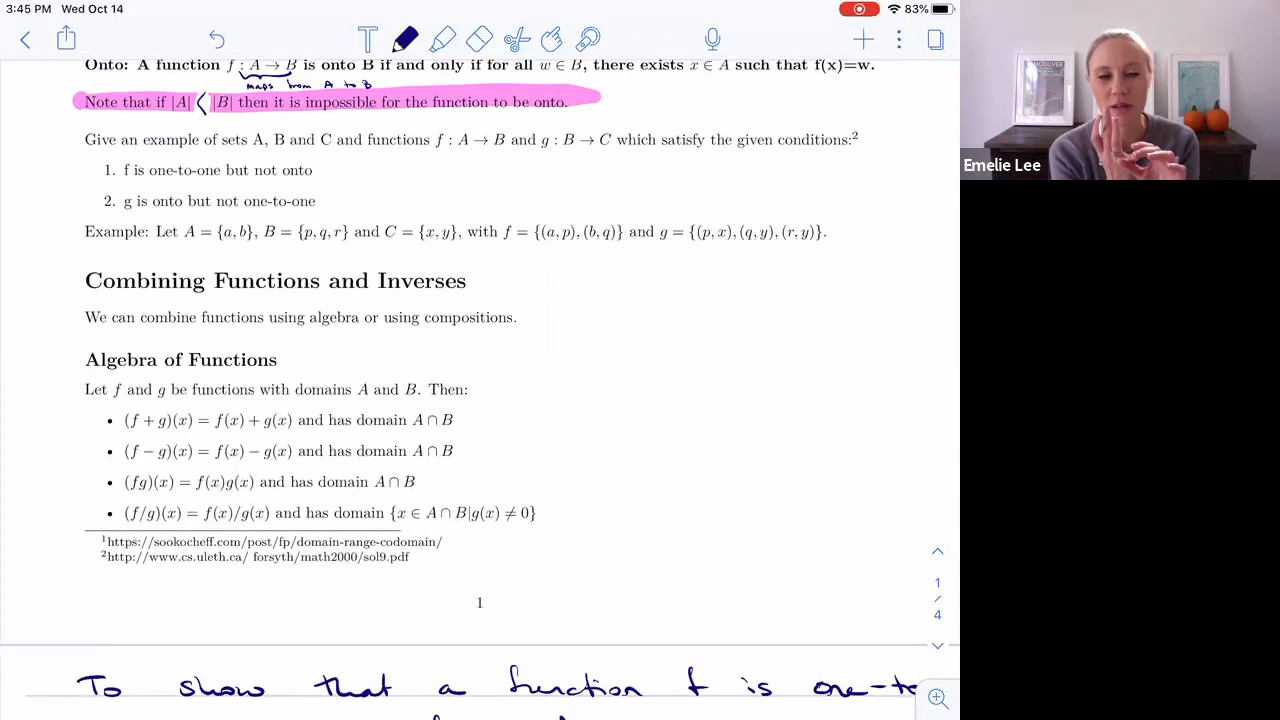 3:45 PM Wed Oct 14
83%
T
Onto: A function f : A → B is onto B if and only if for all w ∈ B, there exists x ∈ A such that f(x)=w.
maps from A to B
Note that if |A| < |B| then it is impossible for the function to be onto.
Give an example of sets A, B and C and functions f : A → B and g : B → C which satisfy the given conditions:²
1. f is one-to-one but not onto
2. g is onto but not one-to-one
Example: Let A = {a, b}, B = {p, q, r} and C = {x, y}, with f = {(a, p), (b, q)} and g = {(p, x), (q, y), (r, y)}.
Combining Functions and Inverses
We can combine functions using algebra or using compositions.
Algebra of Functions
Let f and g be functions with domains A and B. Then:
• (f + g)(x) = f(x) + g(x) and has domain A ∩ B
• (f − g)(x) = f(x) − g(x) and has domain A ∩ B
• (fg)(x) = f(x)g(x) and has domain A ∩ B
• (f/g)(x) = f(x)/g(x) and has domain {x ∈ A ∩ B|g(x) ≠ 0}
¹https://sookocheff.com/post/fp/domain-range-codomain/
²http://www.cs.uleth.ca/ forsyth/math2000/sol9.pdf
1
1
/
4
To show that a function f is one-to
VANCOUVER
EDMONTON
Emelie Lee